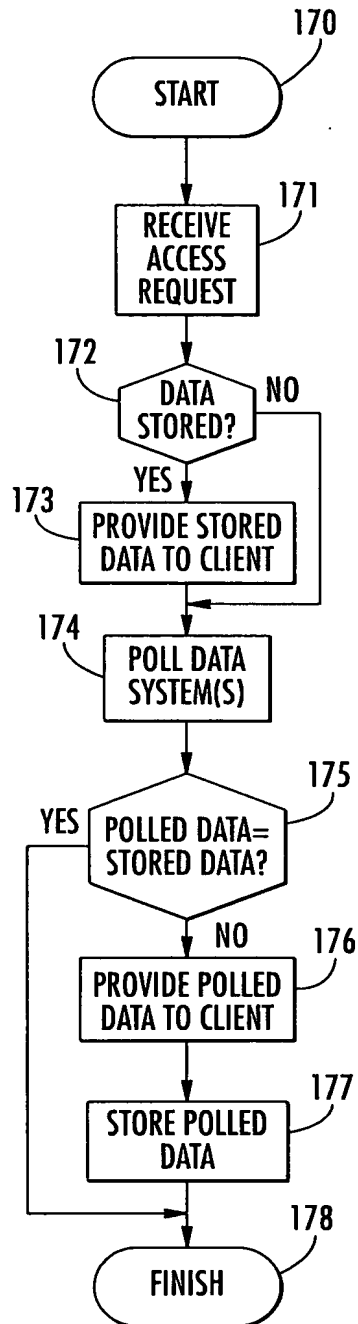 170
START
171
RECEIVE
ACCESS
REQUEST
172
DATA
STORED?
NO
YES
173
PROVIDE STORED
DATA TO CLIENT
174
POLL DATA
SYSTEM(S)
175
YES
POLLED DATA=
STORED DATA?
NO
176
PROVIDE POLLED
DATA TO CLIENT
177
STORE POLLED
DATA
178
FINISH